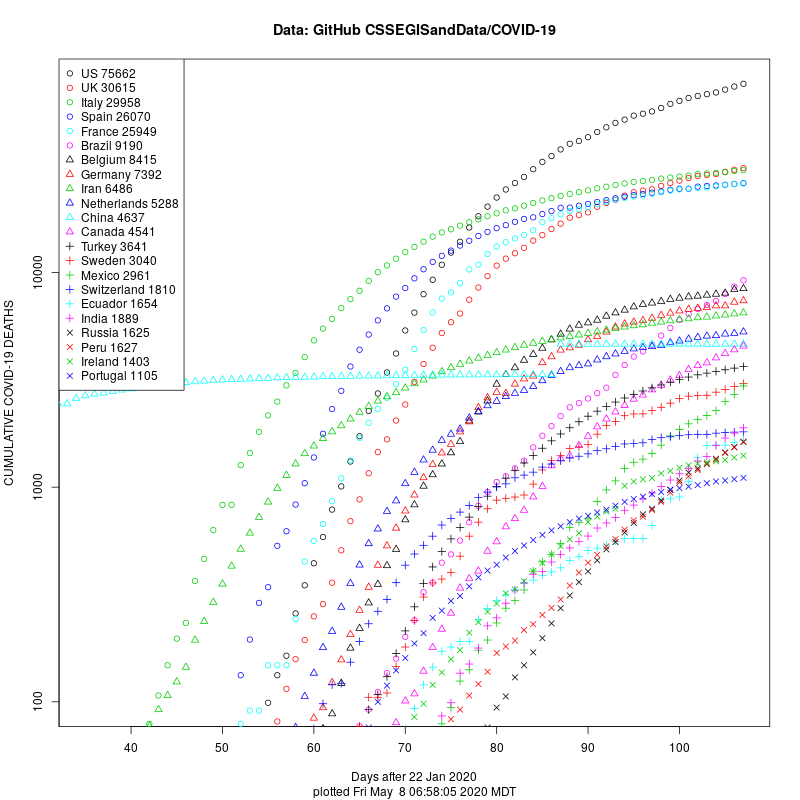 Data: GitHub CSSEGISandData/COVID-19
US 75662
UK 30615
Italy 29958
Spain 26070
France 25949
Brazil 9190
Belgium 8415
Germany 7392
Iran 6486
Netherlands 5288
China 4637
Canada 4541
Turkey 3641
Sweden 3040
Mexico 2961
Switzerland 1810
Ecuador 1654
India 1889
Russia 1625
Peru 1627
Ireland 1403
Portugal 1105
CUMULATIVE COVID-19 DEATHS
10000
1000
100
40 50 60 70 80 90 100
Days after 22 Jan 2020
plotted Fri May 8 06:58:05 2020 MDT